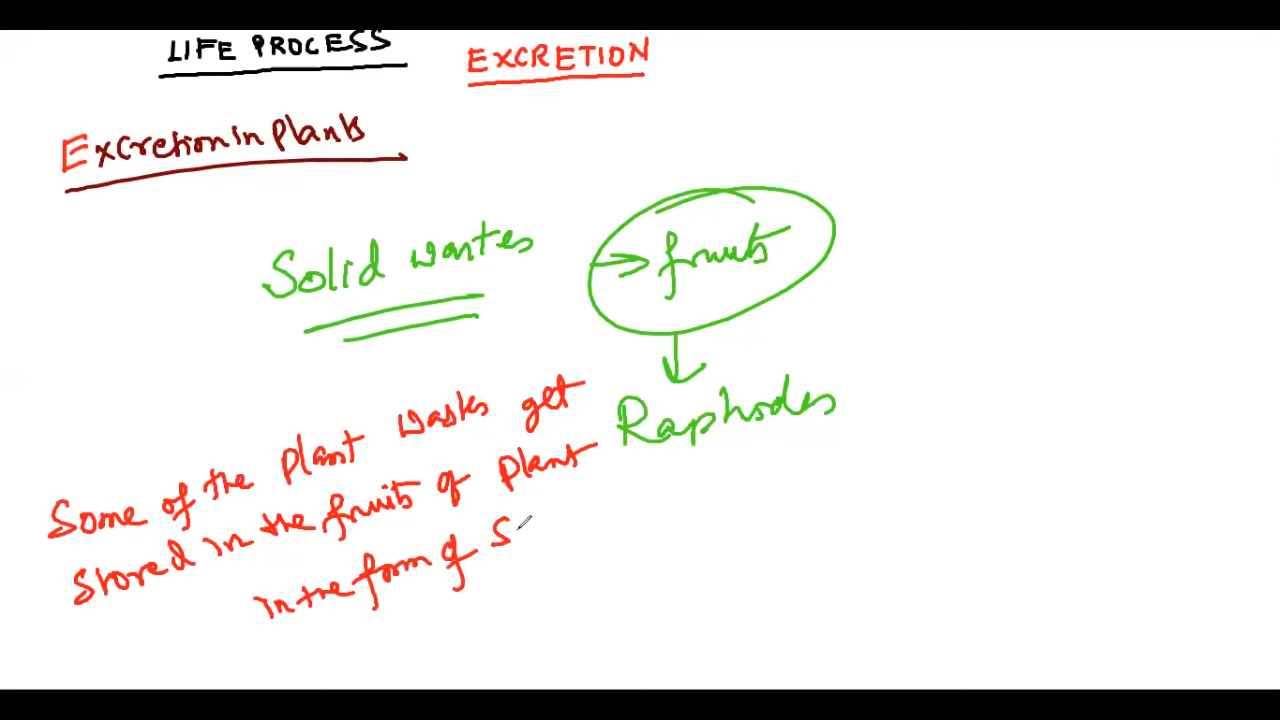 LIFE PROCESS
EXCRETION
Excretion in Plants
Solid wastes
fruits
Raphsdes
Some of the plant wastes get
stored in the fruits of plant
in the form of S